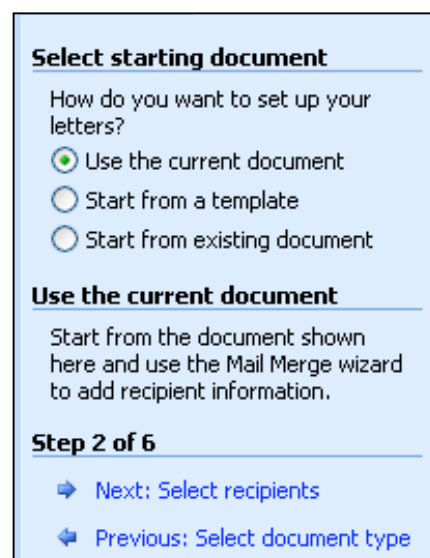 Select starting document
How do you want to set up your
letters?
Use the current document
Start from a template
Start from existing document
Use the current document
Start from the document shown
here and use the Mail Merge wizard
to add recipient information.
Step 2 of 6
Next: Select recipients
Previous: Select document type